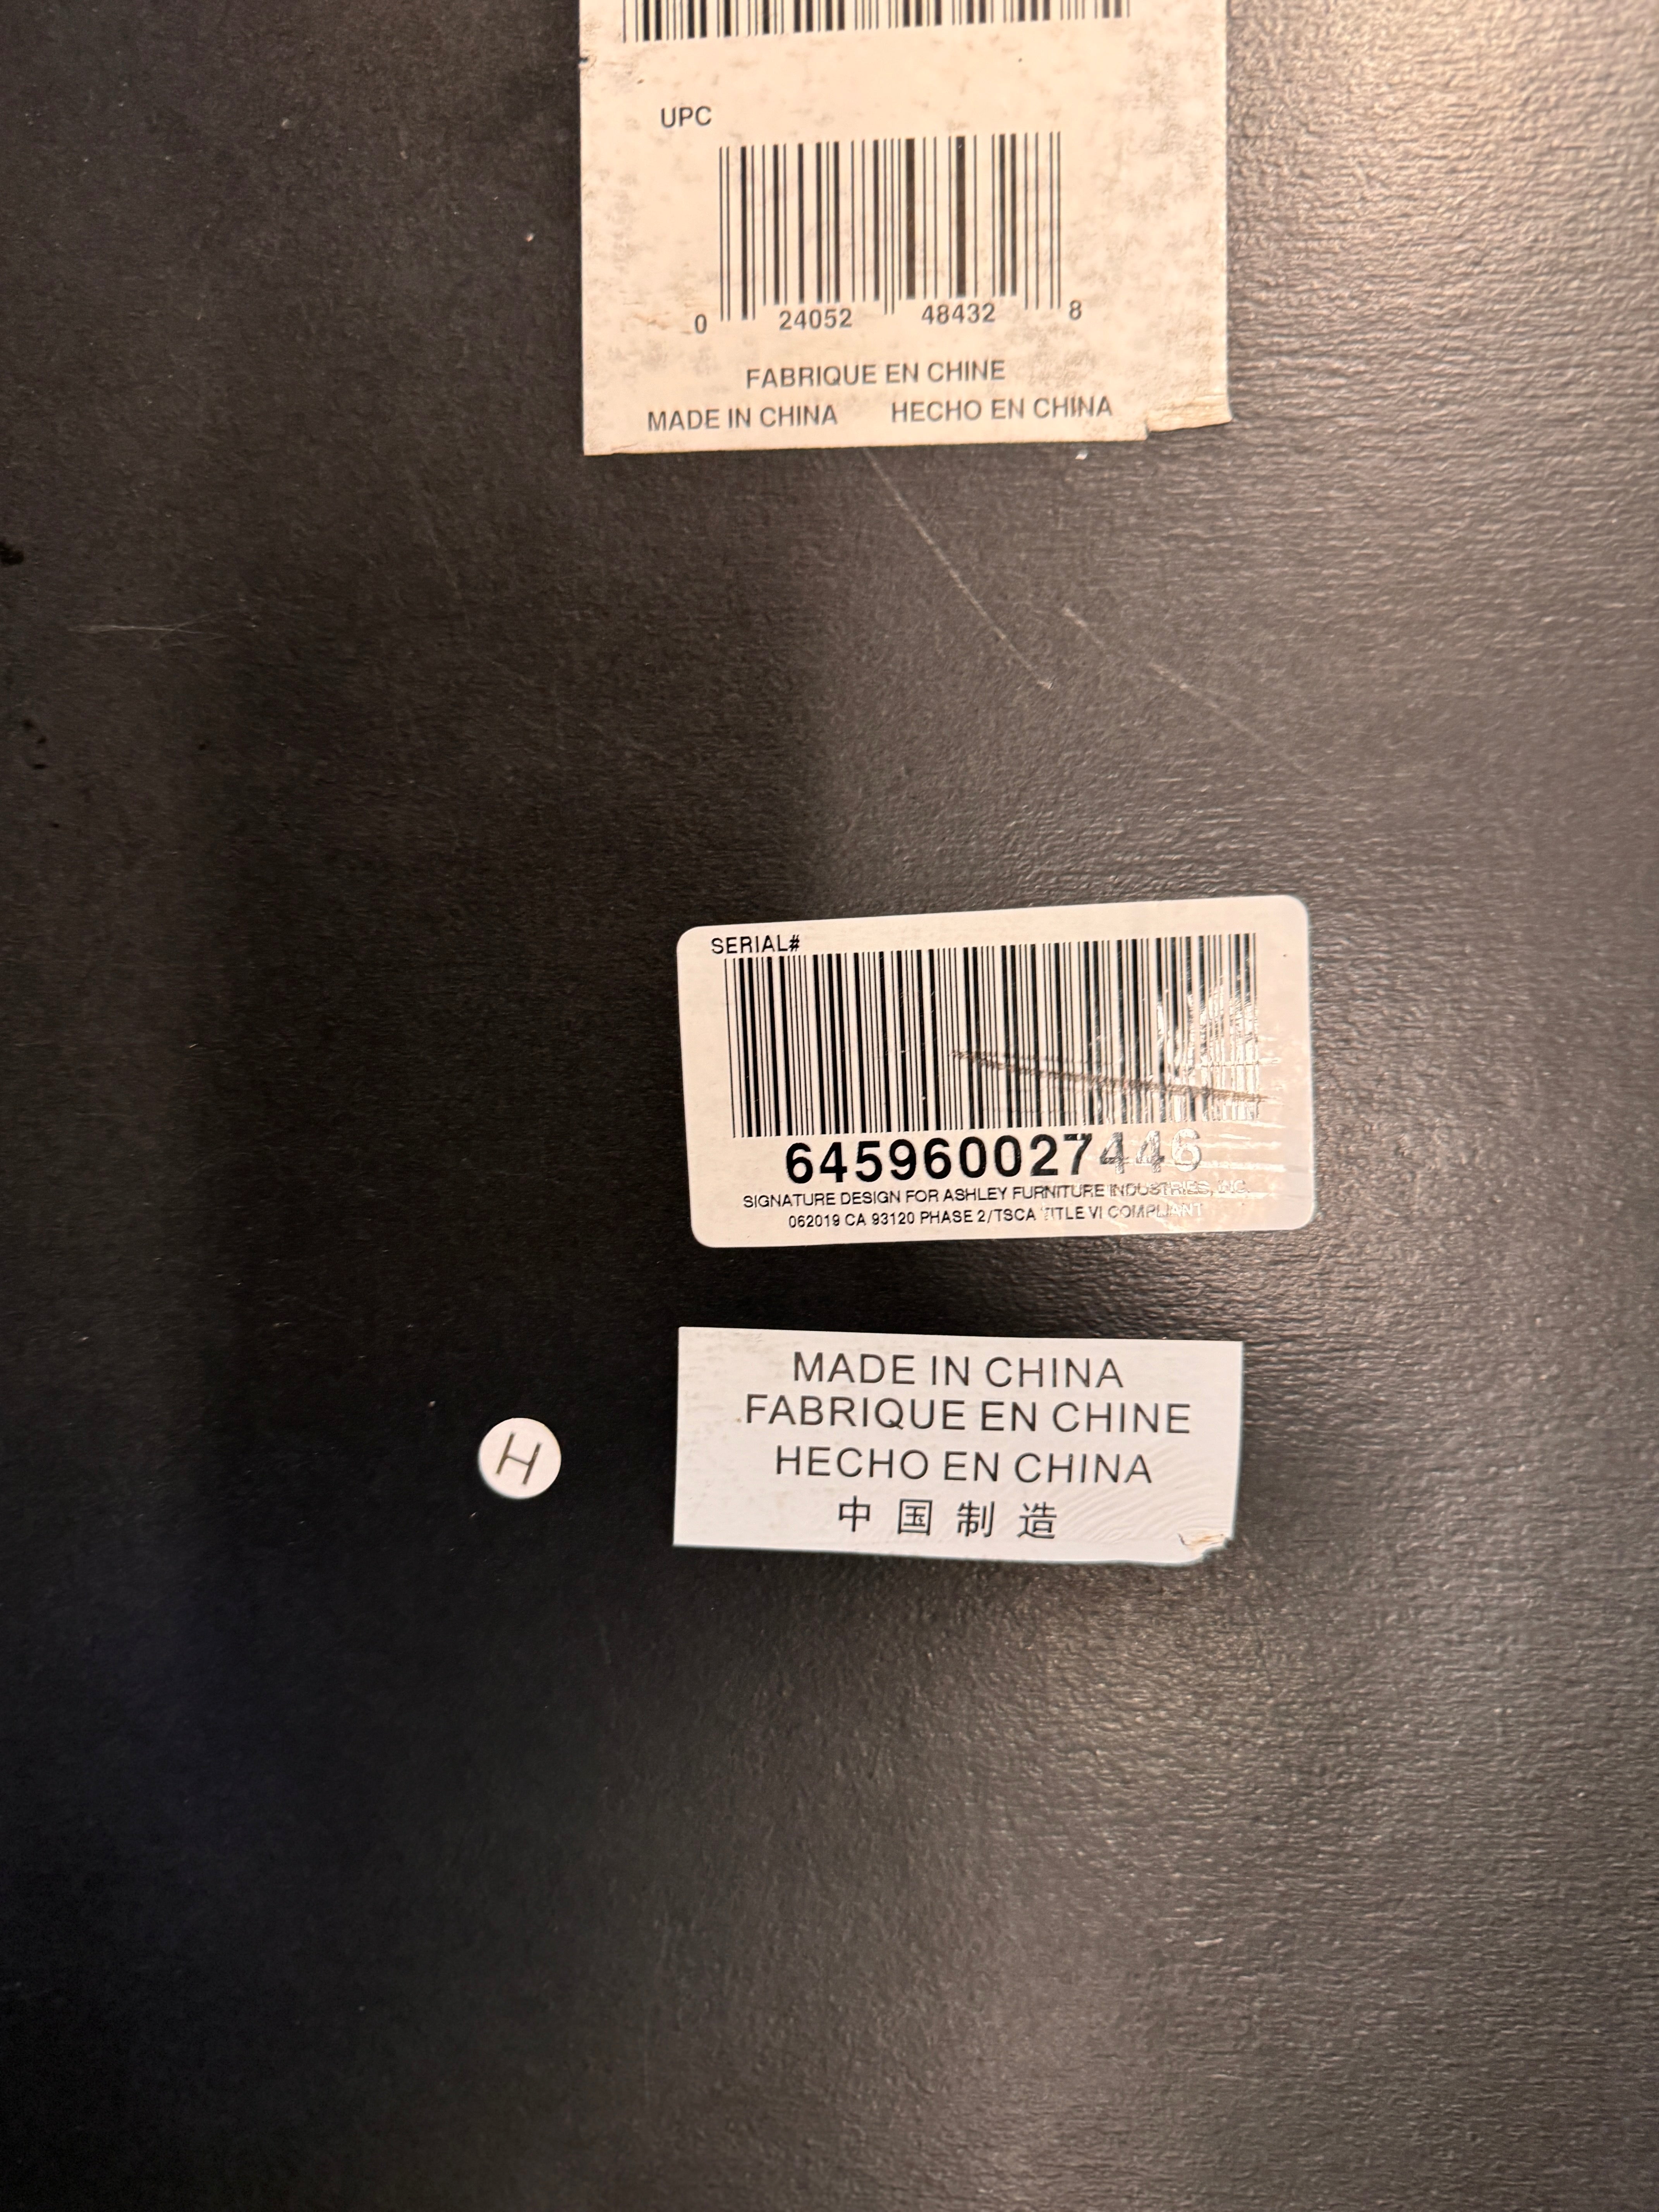 UPC
0 24052 48432 8
FABRIQUE EN CHINE
MADE IN CHINA HECHO EN CHINA
SERIAL#
645960027446
SIGNATURE DESIGN FOR ASHLEY FURNITURE INDUSTRIES, INC.
062019 CA 93120 PHASE 2/TSCA TITLE VI COMPLIANT
MADE IN CHINA
FABRIQUE EN CHINE
HECHO EN CHINA
中国制造
H